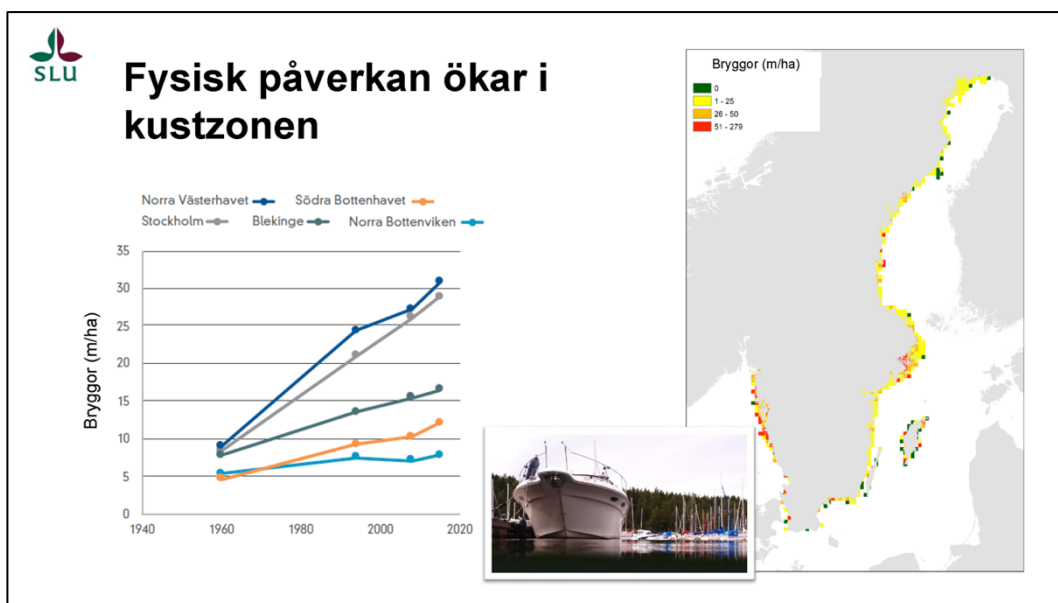 SLU
Fysisk påverkan ökar i
kustzonen
Norra Västerhavet Södra Bottenhavet
Stockholm Blekinge Norra Bottenviken
35
30
25
20
15
10
5
0
Bryggor (m/ha)
1940 1960 1980 2000 2020
Bryggor (m/ha)
0
1 - 25
26 - 50
51 - 279